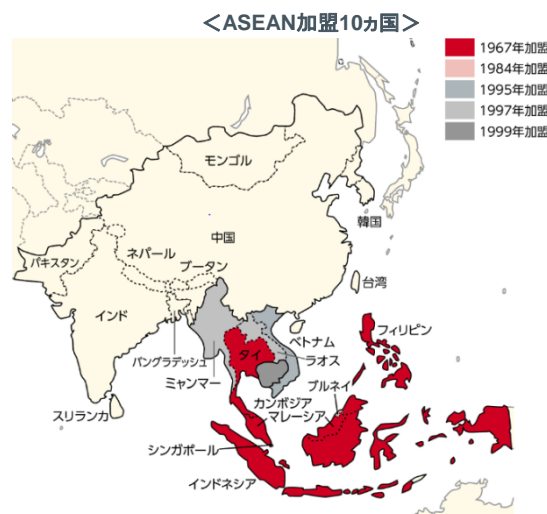 ＜ASEAN加盟10ヵ国＞
1967年加盟
1984年加盟
1995年加盟
1997年加盟
1999年加盟
モンゴル
韓国
中国
ネパール
パキスタン
ブータン
台湾
インド
フィリピン
ベトナム
バングラデッシュ
タイ
ラオス
ミャンマー
ブルネイ
カンボジア
スリランカ
マレーシア
シンガポール
インドネシア